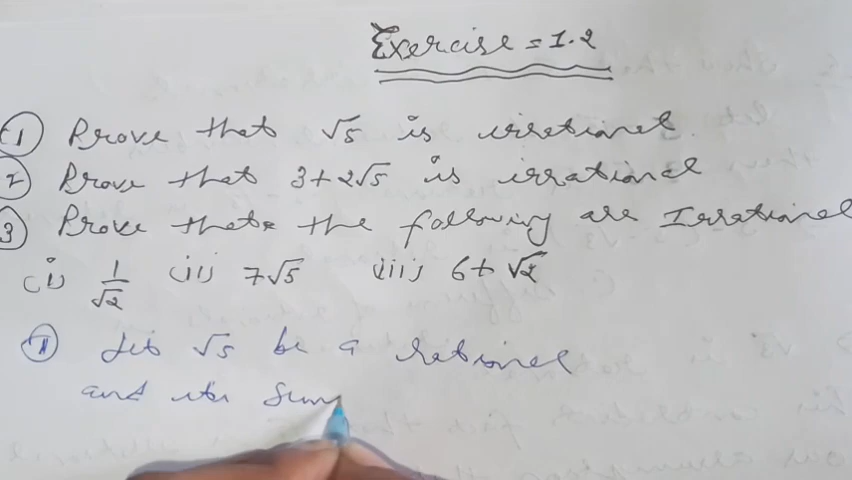 Exercise = 1.2
(1) Prove that √5 is irrational.
2 Prove that 3+2√5 is irrational
3 Prove that the following are Irrational
(i) 1/√2 (ii) 7√5 (iii) 6+√2
(1) Let √5 be a rational
and its Sim